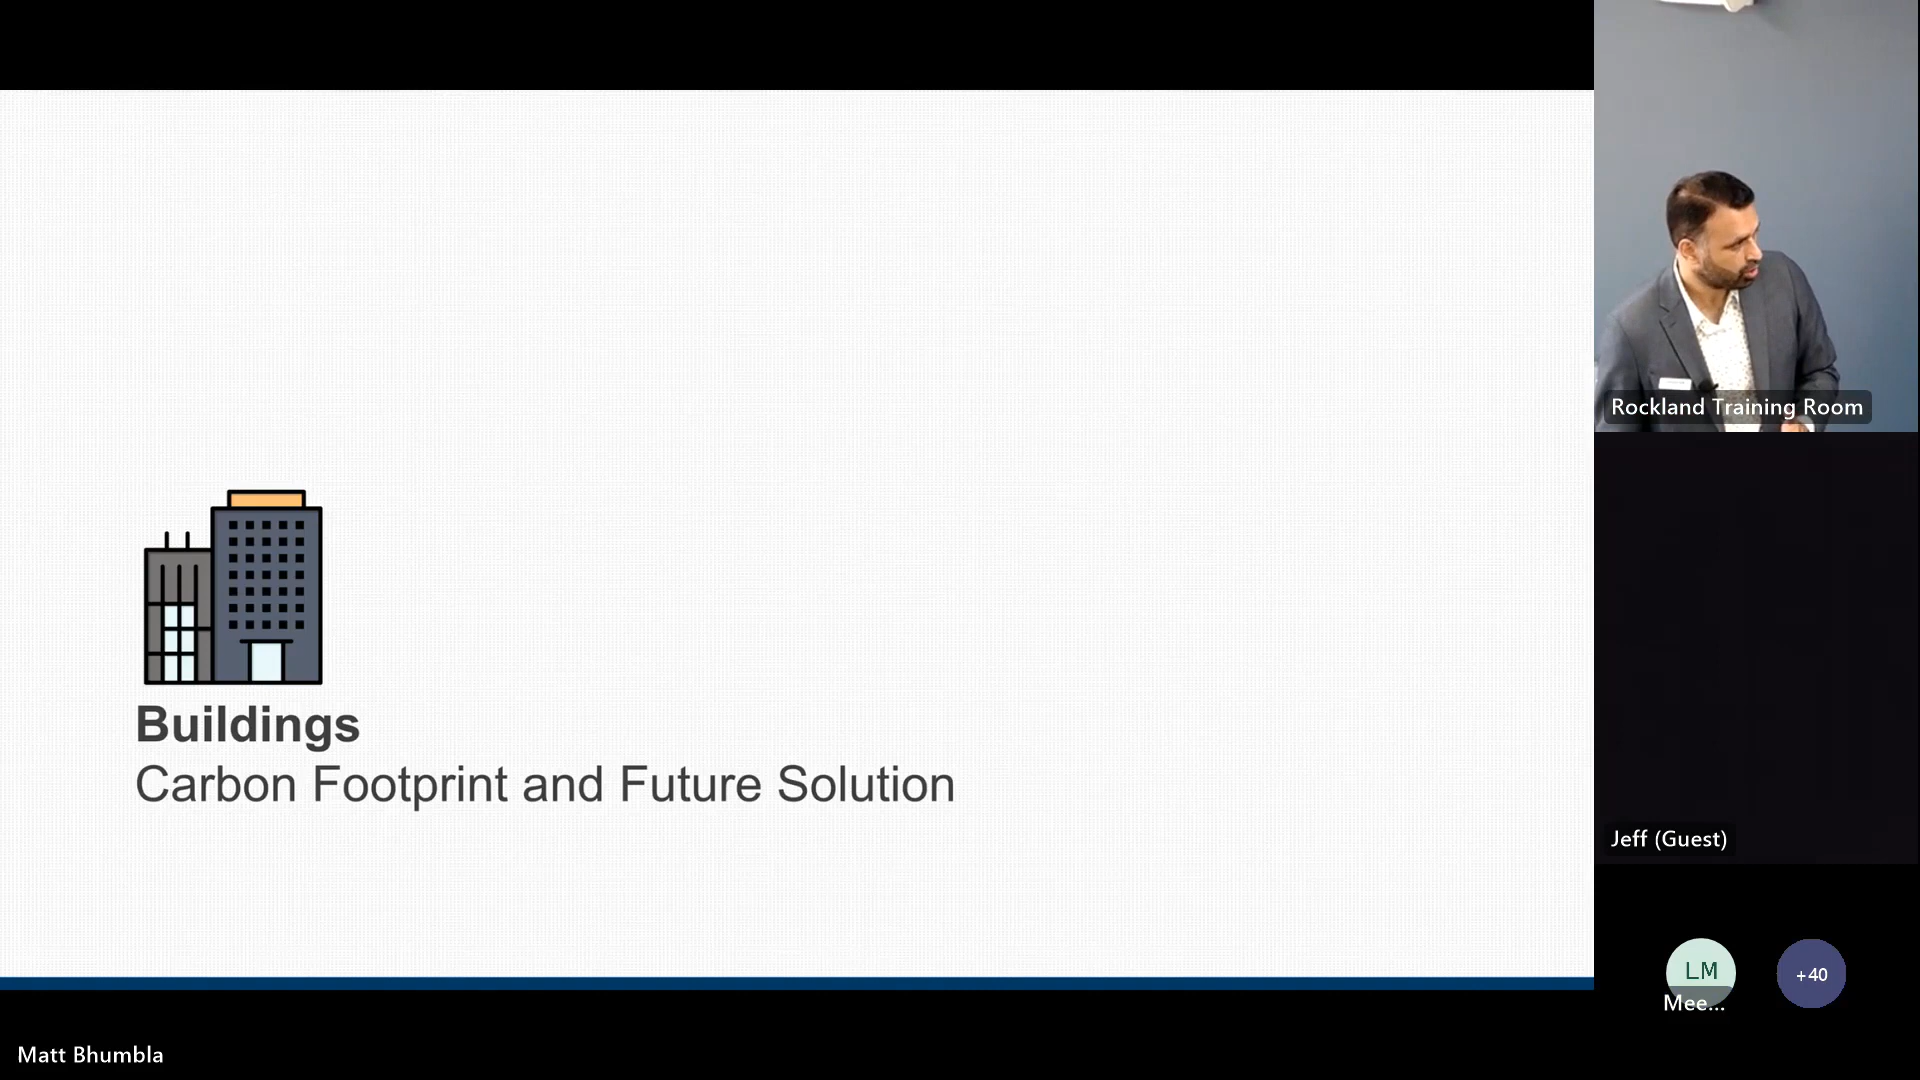 Buildings
Carbon Footprint and Future Solution
Rockland Training Room
Jeff (Guest)
LM
Mee...
+40
Matt Bhumbla